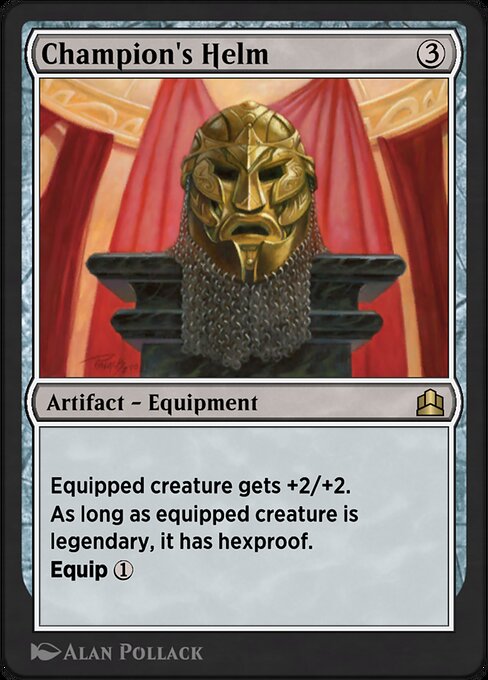 Champion's Helm 3
Artifact – Equipment
Equipped creature gets +2/+2.
As long as equipped creature is
legendary, it has hexproof.
Equip 1
ALAN POLLACK